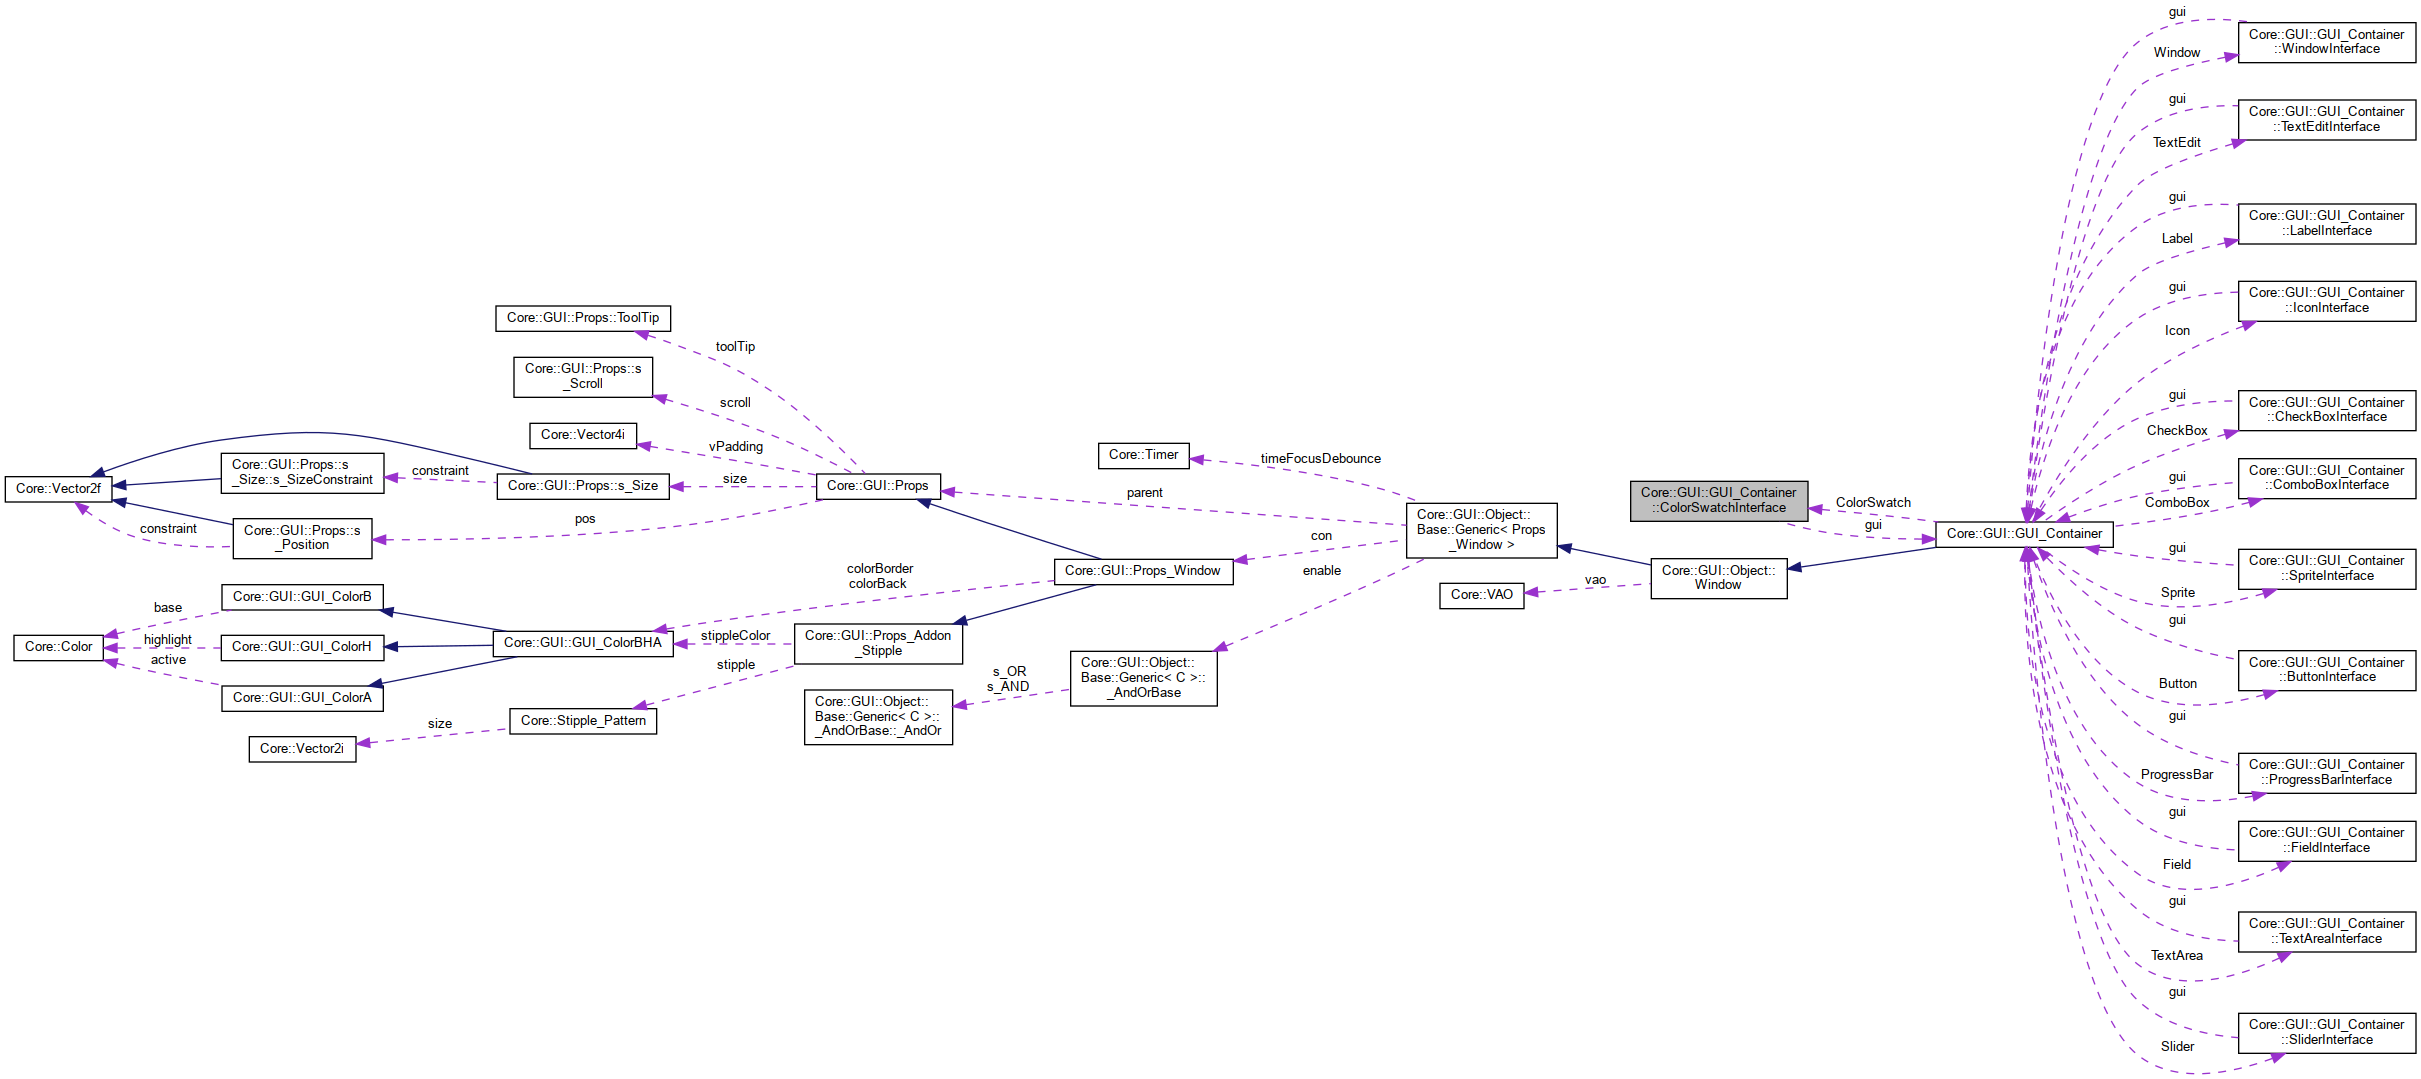 Core::Vector2f
Core::Color
Core::GUI::Props::s
_Size::s_SizeConstraint
constraint
Core::GUI::Props::s
_Position
base
highlight
active
Core::GUI::GUI_ColorB
Core::GUI::GUI_ColorH
Core::GUI::GUI_ColorA
Core::Vector2i
constraint
size
Core::GUI::Props::ToolTip
Core::GUI::Props::s
_Scroll
Core::Vector4i
Core::GUI::Props::s_Size
Core::GUI::GUI_ColorBHA
Core::Stipple_Pattern
toolTip
scroll
vPadding
size
pos
stippleColor
stipple
Core::GUI::Props
colorBorder
colorBack
Core::GUI::Props_Addon
_Stipple
Core::GUI::Object::
Base::Generic< C >::
_AndOrBase::_AndOr
s_OR
s_AND
Core::Timer
parent
Core::GUI::Props_Window
Core::GUI::Object::
Base::Generic< C >::
_AndOrBase
timeFocusDebounce
con
enable
Core::GUI::Object::
Base::Generic< Props
_Window >
Core::VAO
vao
Core::GUI::GUI_Container
::ColorSwatchInterface
Core::GUI::Object::
Window
ColorSwatch
gui
Core::GUI::GUI_Container
gui
Window
gui
TextEdit
gui
Label
gui
Icon
gui
CheckBox
gui
ComboBox
gui
Sprite
gui
Button
gui
ProgressBar
gui
Field
gui
TextArea
gui
Slider
Core::GUI::GUI_Container
::WindowInterface
Core::GUI::GUI_Container
::TextEditInterface
Core::GUI::GUI_Container
::LabelInterface
Core::GUI::GUI_Container
::IconInterface
Core::GUI::GUI_Container
::CheckBoxInterface
Core::GUI::GUI_Container
::ComboBoxInterface
Core::GUI::GUI_Container
::SpriteInterface
Core::GUI::GUI_Container
::ButtonInterface
Core::GUI::GUI_Container
::ProgressBarInterface
Core::GUI::GUI_Container
::FieldInterface
Core::GUI::GUI_Container
::TextAreaInterface
Core::GUI::GUI_Container
::SliderInterface